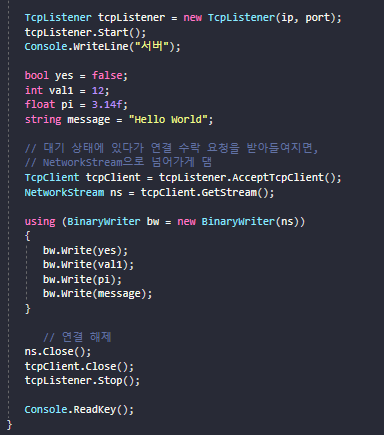 TcpListener tcpListener = new TcpListener(ip, port);
tcpListener.Start();
Console.WriteLine("서버");
bool yes = false;
int val1 = 12;
float pi = 3.14f;
string message = "Hello World";
// 대기 상태에 있다가 연결 수락 요청을 받아들여지면,
// NetworkStream으로 넘어가게 댐
TcpClient tcpClient = tcpListener.AcceptTcpClient();
NetworkStream ns = tcpClient.GetStream();
using (BinaryWriter bw = new BinaryWriter(ns))
{
bw.Write(yes);
bw.Write(val1);
bw.Write(pi);
bw.Write(message);
}
// 연결 해제
ns.Close();
tcpClient.Close();
tcpListener.Stop();
Console.ReadKey();
}